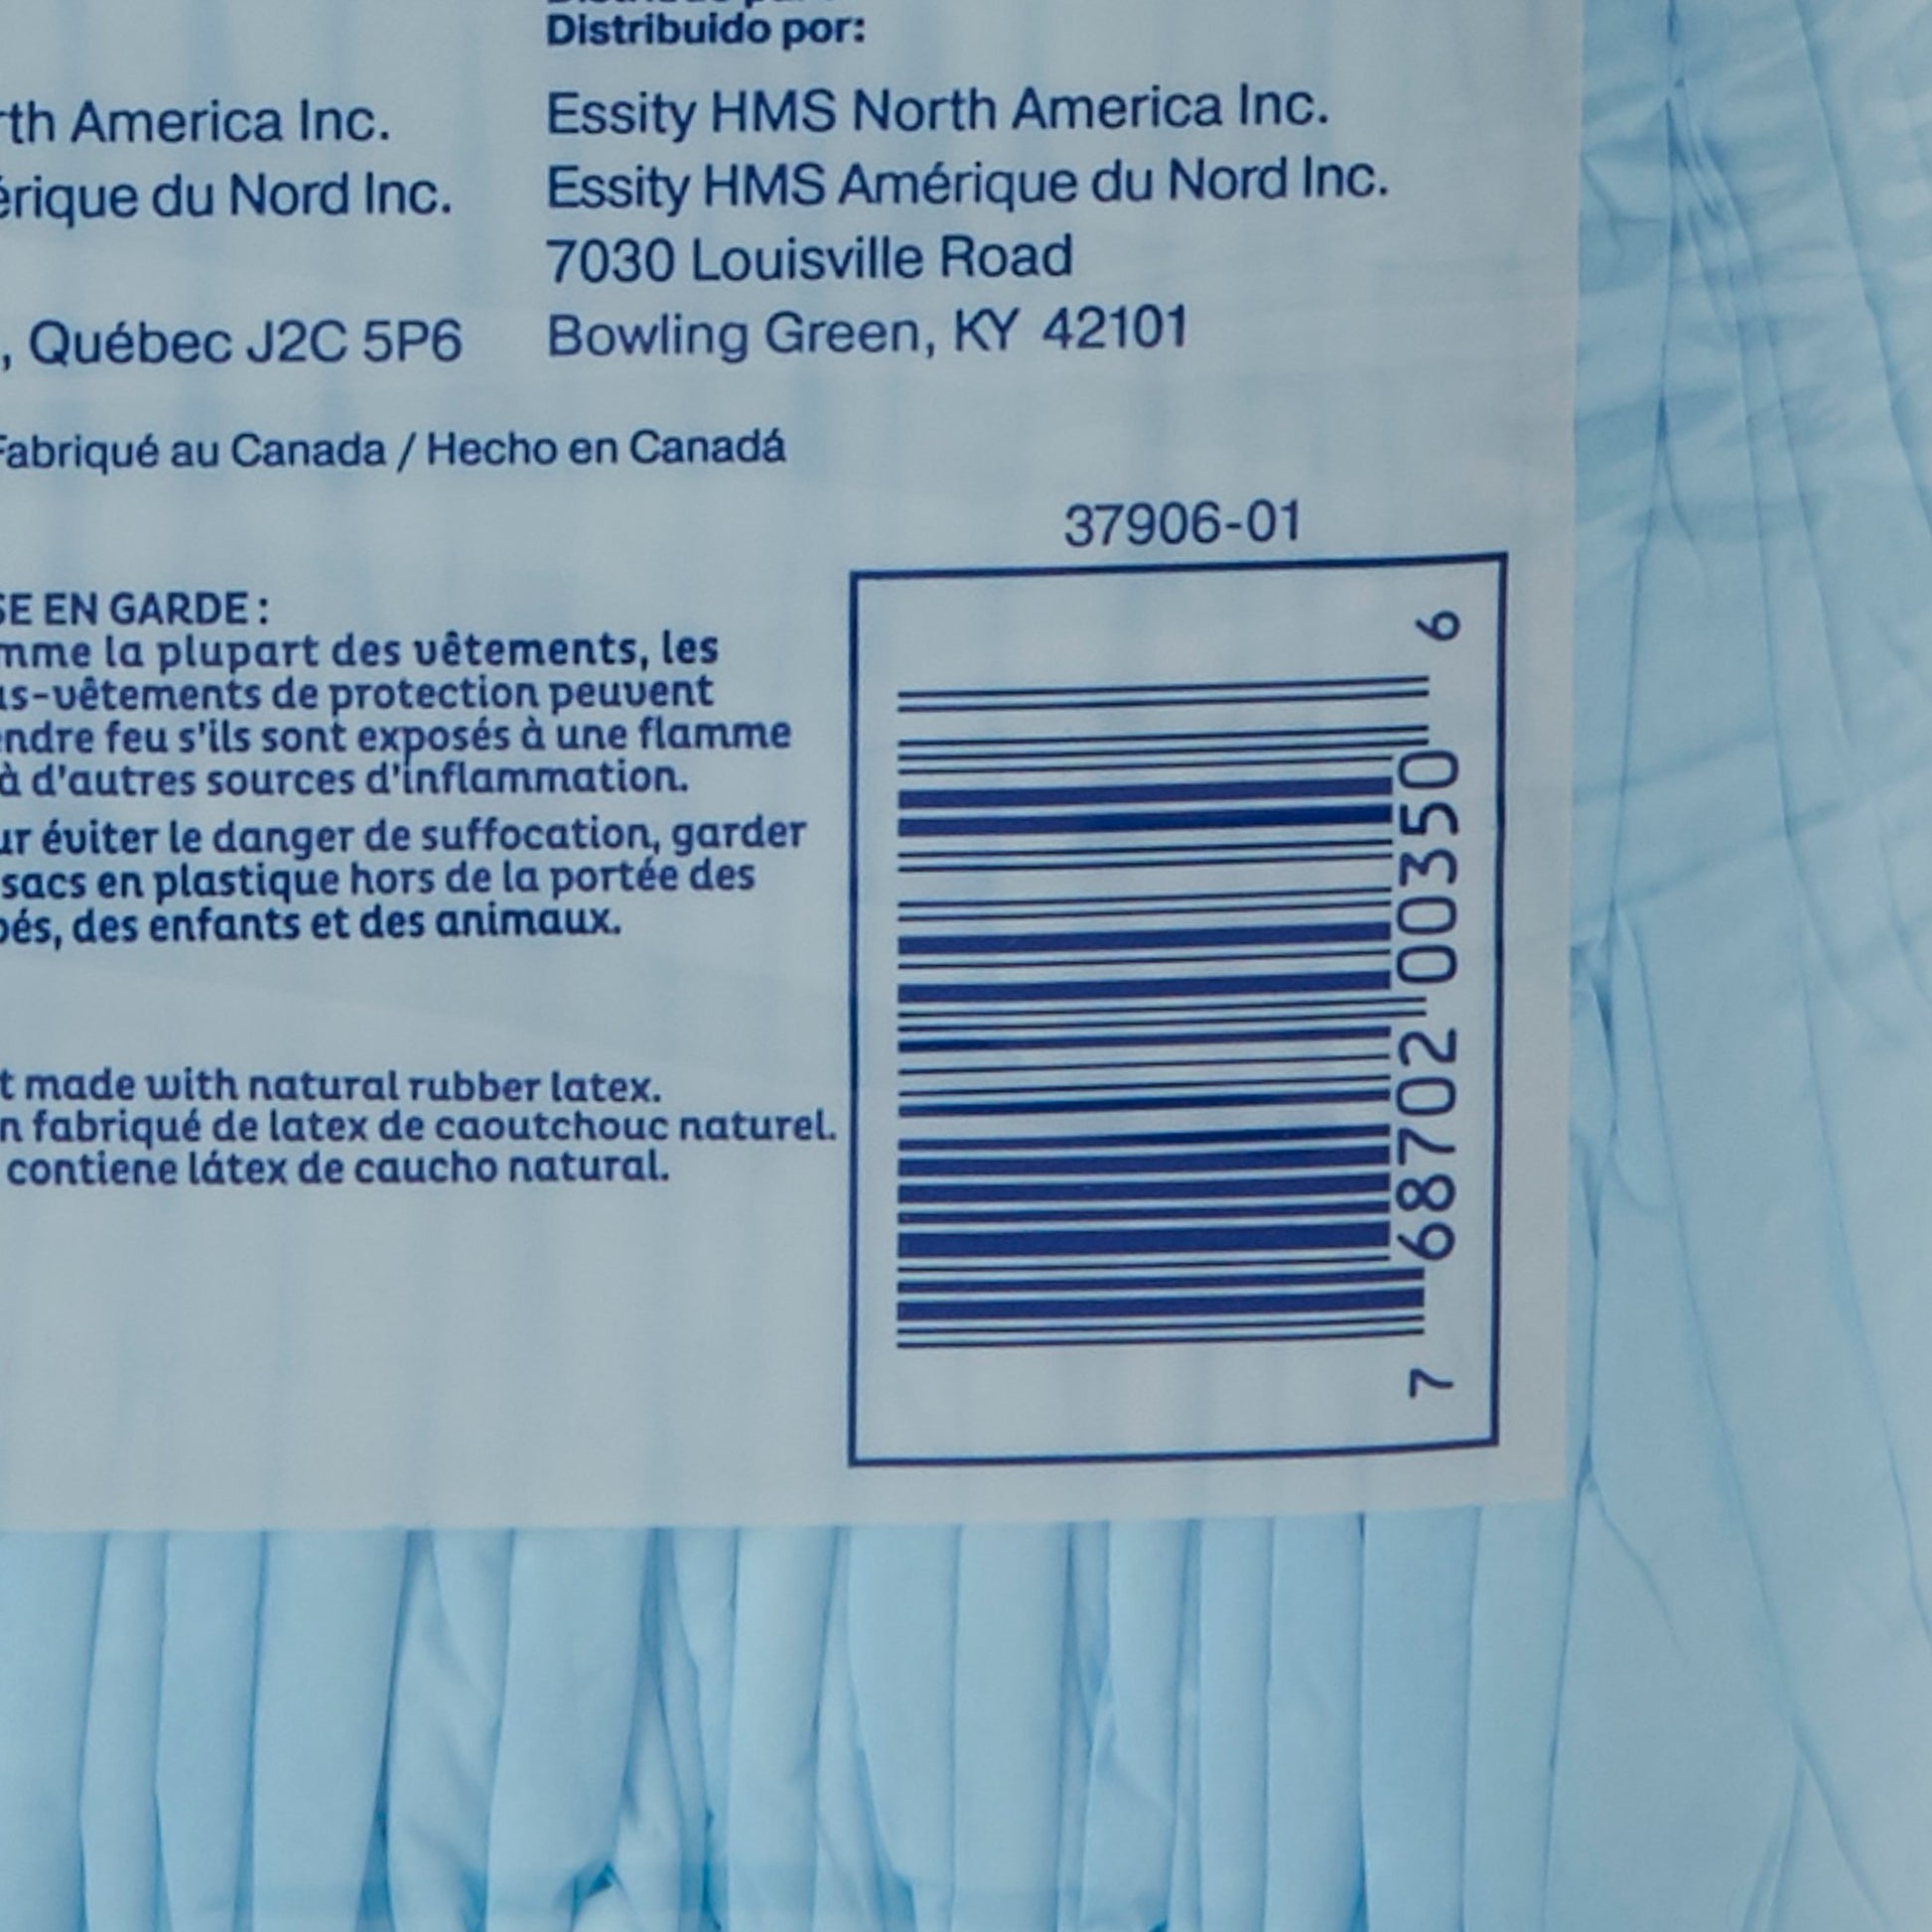 Distribuido por:
th America Inc.
Essity HMS North America Inc.
érique du Nord Inc.
Essity HMS Amérique du Nord Inc.
7030 Louisville Road
, Québec J2C 5P6
Bowling Green, KY 42101
Fabriqué au Canada / Hecho en Canadá
37906-01
SE EN GARDE :
mme la plupart des vêtements, les
us-vêtements de protection peuvent
endre feu s'ils sont exposés à une flamme
à d'autres sources d'inflammation.
ur éviter le danger de suffocation, garder
sacs en plastique hors de la portée des
bés, des enfants et des animaux.
t made with natural rubber latex.
n fabriqué de latex de caoutchouc naturel.
contiene látex de caucho natural.
7 68702 00350 6